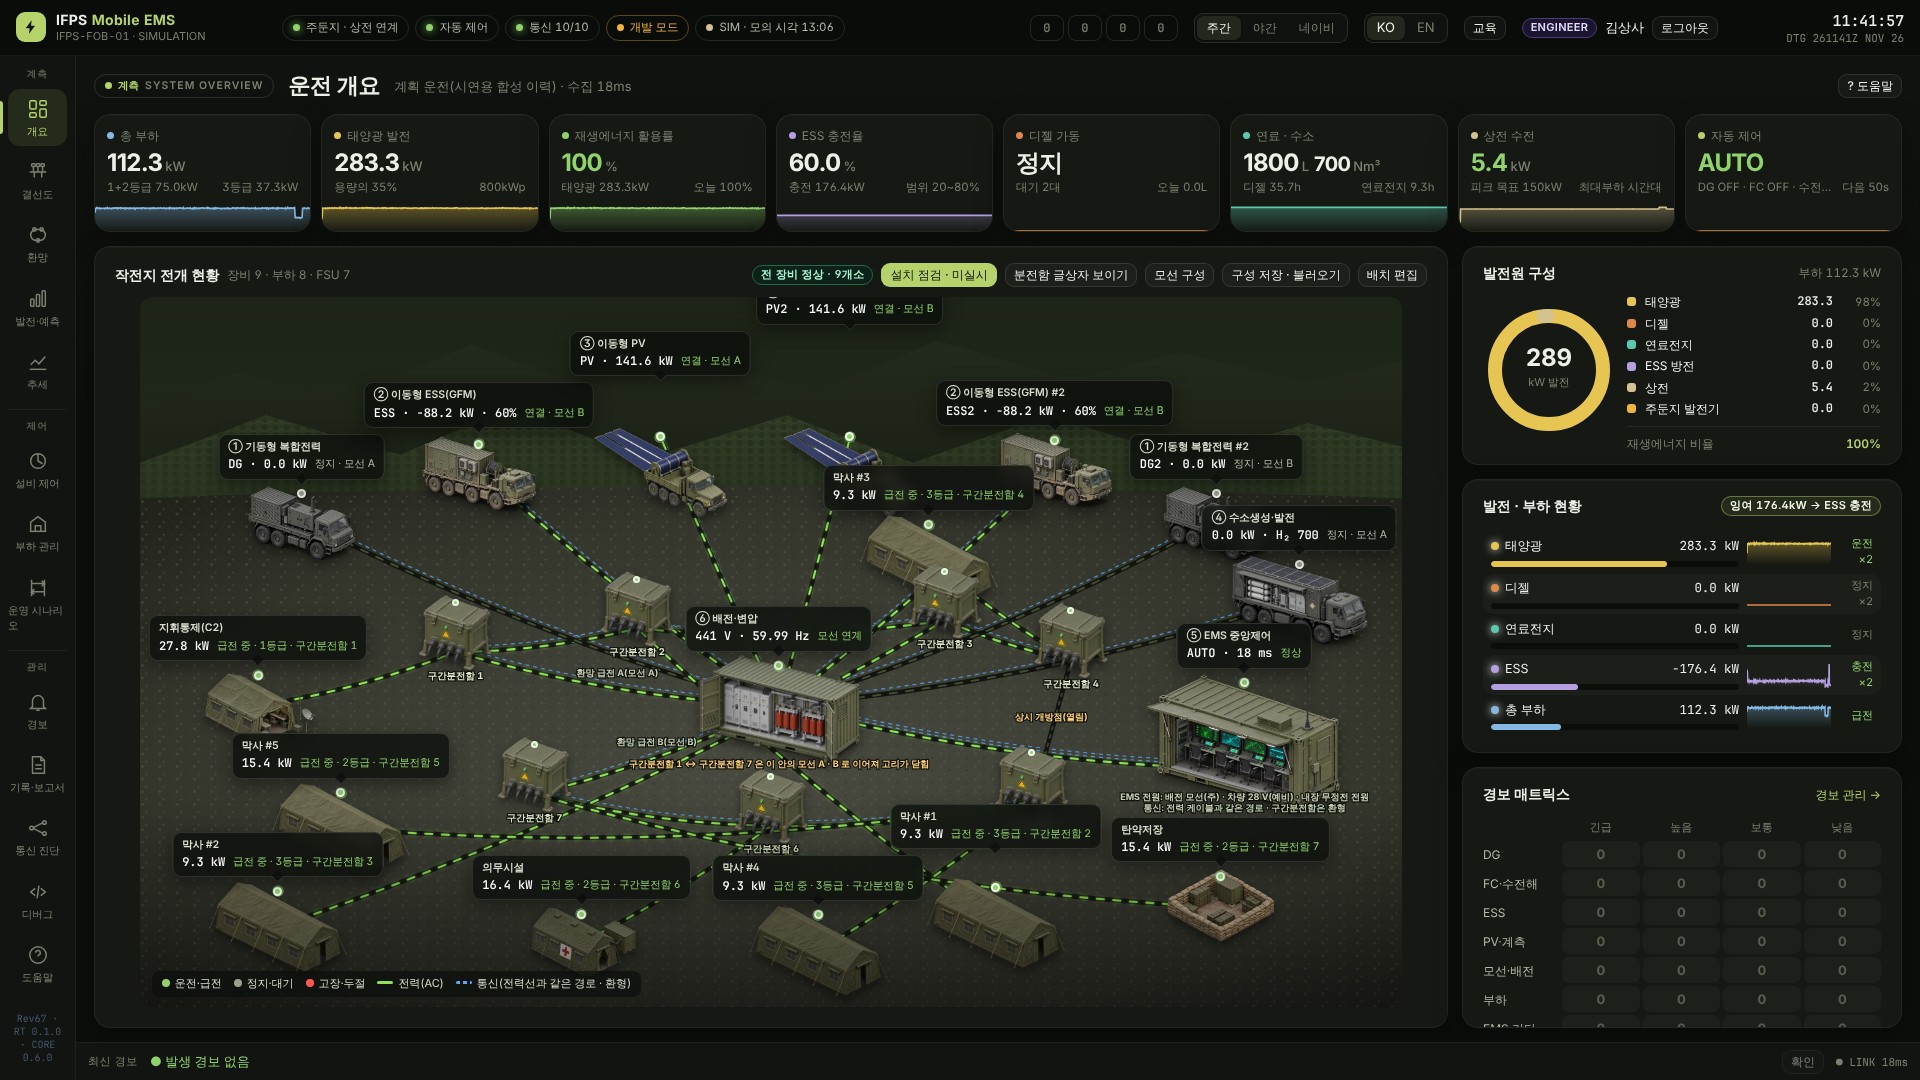 IFPS Mobile EMS
IFPS-FOB-01 · SIMULATION
주둔지 · 상전 연계
자동 제어
통신 10/10
개발 모드
SIM · 모의 시각 13:06
0 0 0 0
주간 야간 네이비
KO EN
교육
ENGINEER 김상사 로그아웃
11:41:57
DTG 261141Z NOV 26
계측
개요
결선도
환망
발전·예측
추세
제어
설비 제어
부하 관리
운영 시나리
오
관리
경보
기록·보고서
통신 진단
디버그
도움말
Rev67 ·
RT 0.1.0
· CORE
0.6.0
계측 SYSTEM OVERVIEW
운전 개요
계획 운전(시연용 합성 이력) · 수집 18ms
? 도움말
총 부하
112.3 kW
1+2등급 75.0kW 3등급 37.3kW
태양광 발전
283.3 kW
용량의 35% 800kWp
재생에너지 활용률
100 %
태양광 283.3kW 오늘 100%
ESS 충전율
60.0 %
충전 176.4kW 범위 20~80%
디젤 가동
정지
대기 2대 오늘 0.0L
연료 · 수소
1800 L 700 Nm³
디젤 35.7h 연료전지 9.3h
상전 수전
5.4 kW
피크 목표 150kW 최대부하 시간대
자동 제어
AUTO
DG OFF · FC OFF · 수전... 다음 50s
작전지 전개 현황 장비 9 · 부하 8 · FSU 7
전 장비 정상 · 9개소
설치 점검 · 미실시
분전함 글상자 보이기
모선 구성
구성 저장 · 불러오기
배치 편집
PV2 · 141.6 kW 연결 · 모선 B
③ 이동형 PV
PV · 141.6 kW 연결 · 모선 A
② 이동형 ESS(GFM)
ESS · -88.2 kW · 60% 연결 · 모선 B
② 이동형 ESS(GFM) #2
ESS2 · -88.2 kW · 60% 연결 · 모선 B
① 기동형 복합전력
DG · 0.0 kW 정지 · 모선 A
① 기동형 복합전력 #2
DG2 · 0.0 kW 정지 · 모선 B
막사 #3
9.3 kW 급전 중 · 3등급 · 구간분전함 4
④ 수소생성·발전
0.0 kW · H₂ 700 정지 · 모선 A
지휘통제(C2)
27.8 kW 급전 중 · 1등급 · 구간분전함 1
⑥ 배전·변압
441 V · 59.99 Hz 모선 연계
⑤ EMS 중앙제어
AUTO · 18 ms 정상
구간분전함 2
구간분전함 3
구간분전함 1
환망 급전 A(모선 A)
구간분전함 4
상시 개방점(열림)
환망 급전 B(모선 B)
구간분전함 1 ↔ 구간분전함 7 은 이 안의 모선 A · B 로 이어져 고리가 닫힘
막사 #5
15.4 kW 급전 중 · 2등급 · 구간분전함 5
EMS 전원: 배전 모선(주) · 차량 28 V(예비) · 내장 무정전 전원
통신: 전력 케이블과 같은 경로 · 구간분전함은 환형
구간분전함 7
막사 #1
9.3 kW 급전 중 · 3등급 · 구간분전함 2
탄약저장
15.4 kW 급전 중 · 2등급 · 구간분전함 7
막사 #2
9.3 kW 급전 중 · 3등급 · 구간분전함 3
구간분전함 6
의무시설
16.4 kW 급전 중 · 2등급 · 구간분전함 6
막사 #4
9.3 kW 급전 중 · 3등급 · 구간분전함 5
운전·급전 정지·대기 고장·두절 전력(AC) 통신(전력선과 같은 경로 · 환형)
발전원 구성 부하 112.3 kW
289
kW 발전
태양광 283.3 98%
디젤 0.0 0%
연료전지 0.0 0%
ESS 방전 0.0 0%
상전 5.4 2%
주둔지 발전기 0.0 0%
재생에너지 비율 100%
발전 · 부하 현황 잉여 176.4kW → ESS 충전
태양광 283.3 kW 운전 ×2
디젤 0.0 kW 정지 ×2
연료전지 0.0 kW 정지
ESS -176.4 kW 충전 ×2
총 부하 112.3 kW 급전
경보 매트릭스 경보 관리 →
긴급 높음 보통 낮음
DG 0 0 0 0
FC·수전해 0 0 0 0
ESS 0 0 0 0
PV·계측 0 0 0 0
모선·배전 0 0 0 0
부하 0 0 0 0
최신 경보 발생 경보 없음
확인 LINK 18ms